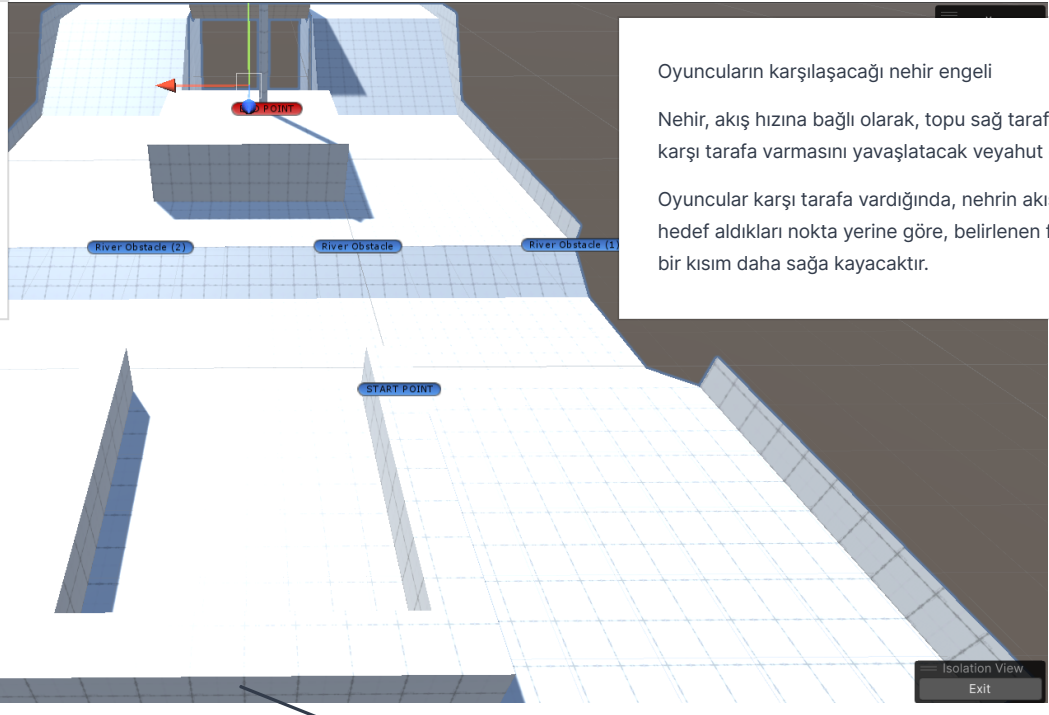 END POINT
River Obstacle (2)
River Obstacle
River Obstacle (1)
START POINT
Oyuncuların karşılaşacağı nehir engeli
Nehir, akış hızına bağlı olarak, topu sağ
karşı tarafa varmasını yavaşlatacak veyahut
Oyuncular karşı tarafa vardığında, nehrin
hedef aldıkları nokta yerine göre, belirlenen
bir kısım daha sağa kayacaktır.
Isolation View
Exit